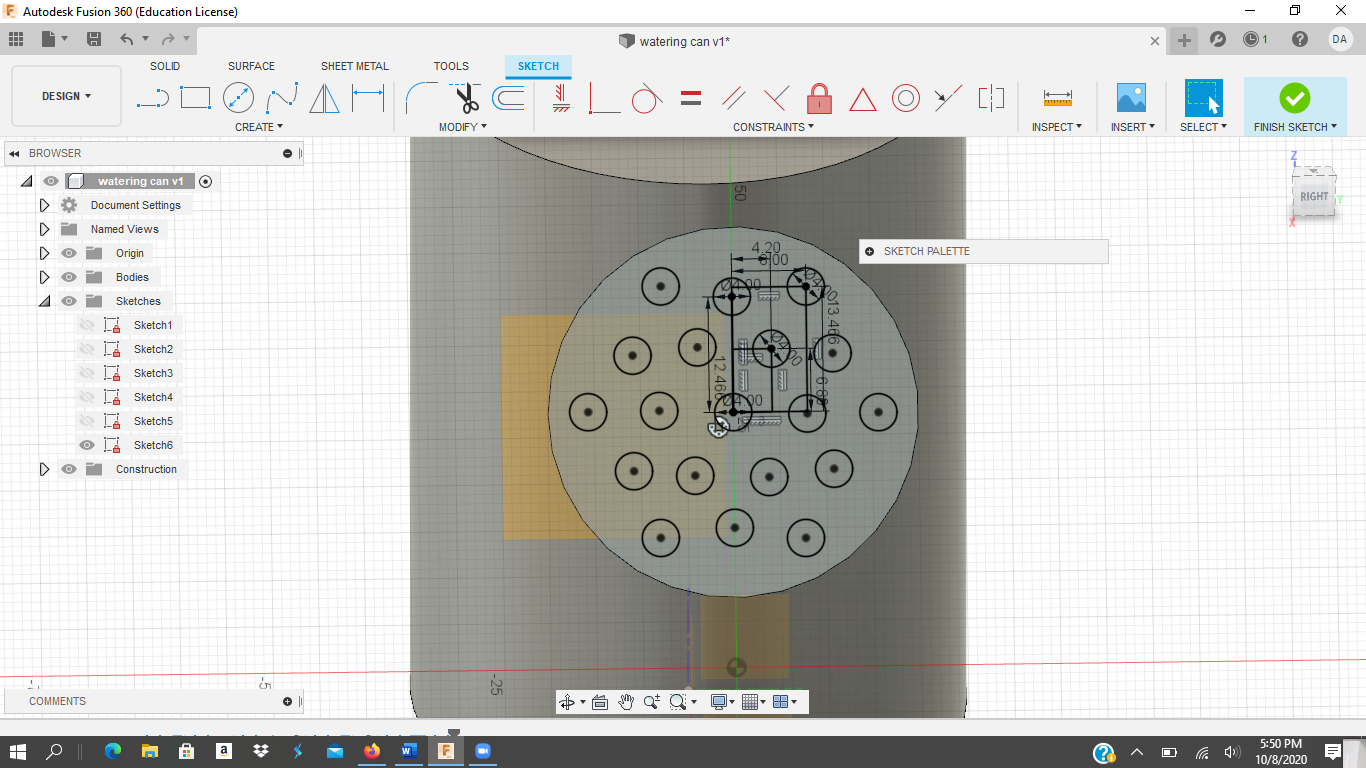 Autodesk Fusion 360 (Education License)
watering can v1*
1
DA
SOLID SURFACE SHEET METAL TOOLS SKETCH
DESIGN
CREATE MODIFY CONSTRAINTS INSPECT INSERT SELECT FINISH SKETCH
BROWSER
watering can v1
Document Settings
Named Views
Origin
Bodies
Sketches
Sketch1
Sketch2
Sketch3
Sketch4
Sketch5
Sketch6
Construction
50
4.20
Ø4.00
Ø4.00
13.466
Ø4.00
12.466
Ø4.00
SKETCH PALETTE
Z
RIGHT
Y
X
-25
COMMENTS
5:50 PM
10/8/2020